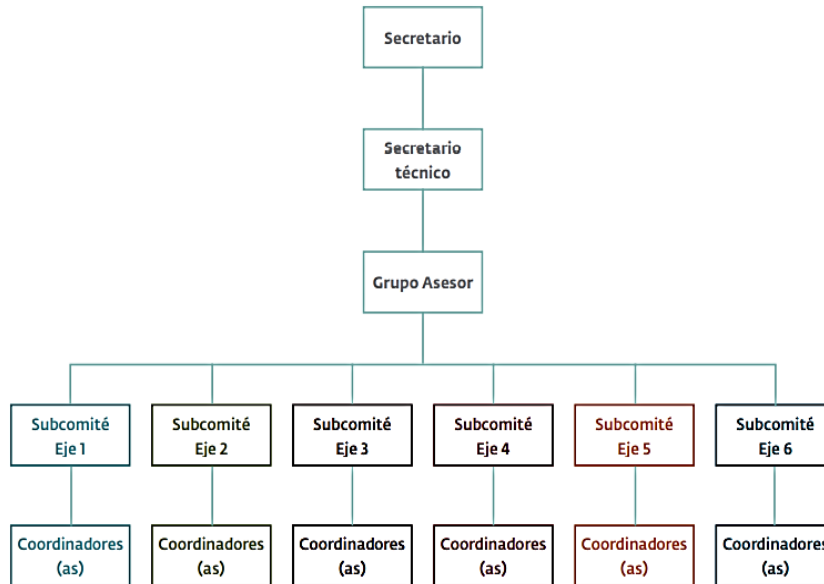 Secretario
Secretario
técnico
Grupo Asesor
Subcomité
Eje 1
Subcomité
Eje 2
Subcomité
Eje 3
Subcomité
Eje 4
Subcomité
Eje 5
Subcomité
Eje 6
Coordinadores
(as)
Coordinadores
(as)
Coordinadores
(as)
Coordinadores
(as)
Coordinadores
(as)
Coordinadores
(as)